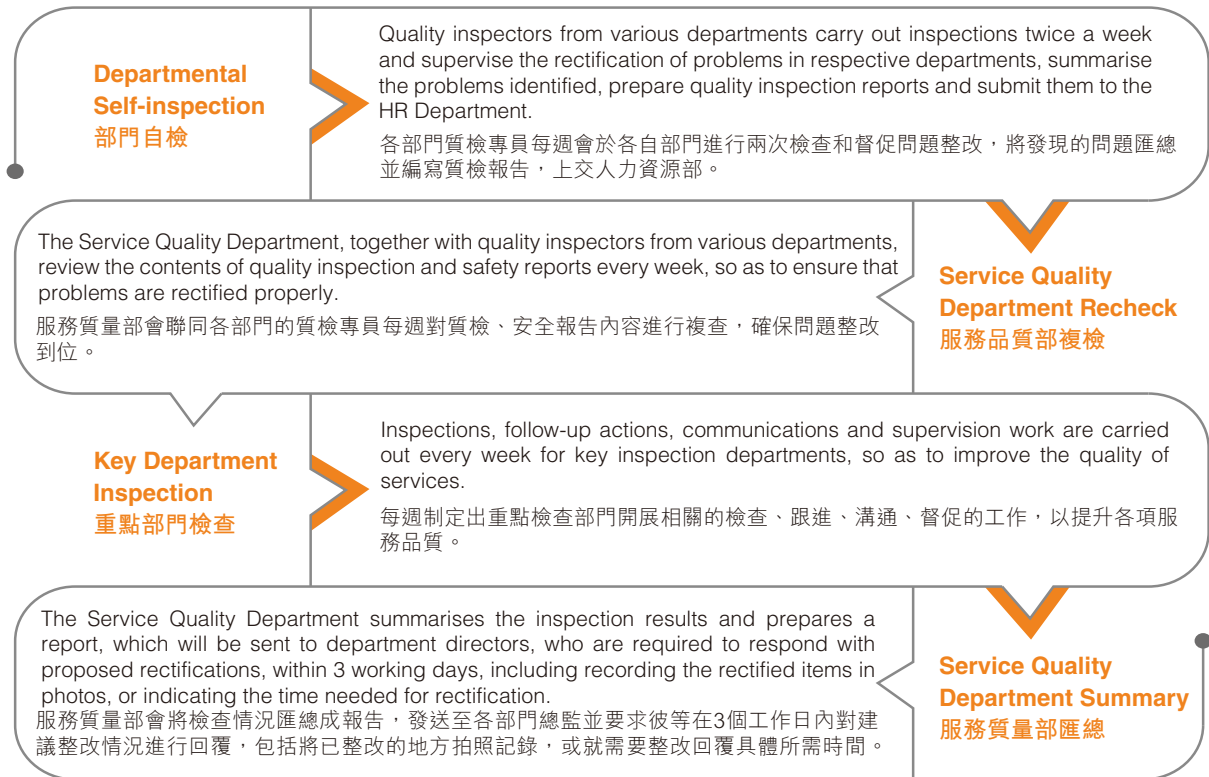 Departmental
Self-inspection
部門自檢
Quality inspectors from various departments carry out inspections twice a week
and supervise the rectification of problems in respective departments, summarise
the problems identified, prepare quality inspection reports and submit them to the
HR Department.
各部門質檢專員每週會於各自部門進行兩次檢查和督促問題整改，將發現的問題匯總
並編寫質檢報告，上交人力資源部。
The Service Quality Department, together with quality inspectors from various departments,
review the contents of quality inspection and safety reports every week, so as to ensure that
problems are rectified properly.
服務質量部會聯同各部門的質檢專員每週對質檢、安全報告內容進行複查，確保問題整改
到位。
Service Quality
Department Recheck
服務品質部複檢
Key Department
Inspection
重點部門檢查
Inspections, follow-up actions, communications and supervision work are carried
out every week for key inspection departments, so as to improve the quality of
services.
每週制定出重點檢查部門開展相關的檢查、跟進、溝通、督促的工作，以提升各項服
務品質。
The Service Quality Department summarises the inspection results and prepares a
report, which will be sent to department directors, who are required to respond with
proposed rectifications, within 3 working days, including recording the rectified items in
photos, or indicating the time needed for rectification.
服務質量部會將檢查情況匯總成報告，發送至各部門總監並要求彼等在3個工作日內對建
議整改情況進行回覆，包括將已整改的地方拍照記錄，或就需要整改回覆具體所需時間。
Service Quality
Department Summary
服務質量部匯總